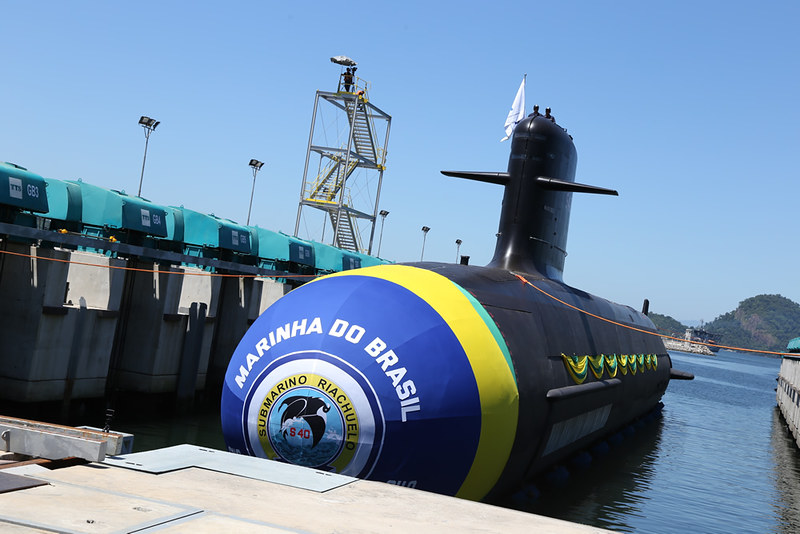 GB3
GB4
MARINHA DO BRASIL
SUBMARINO RIACHUELO
S40